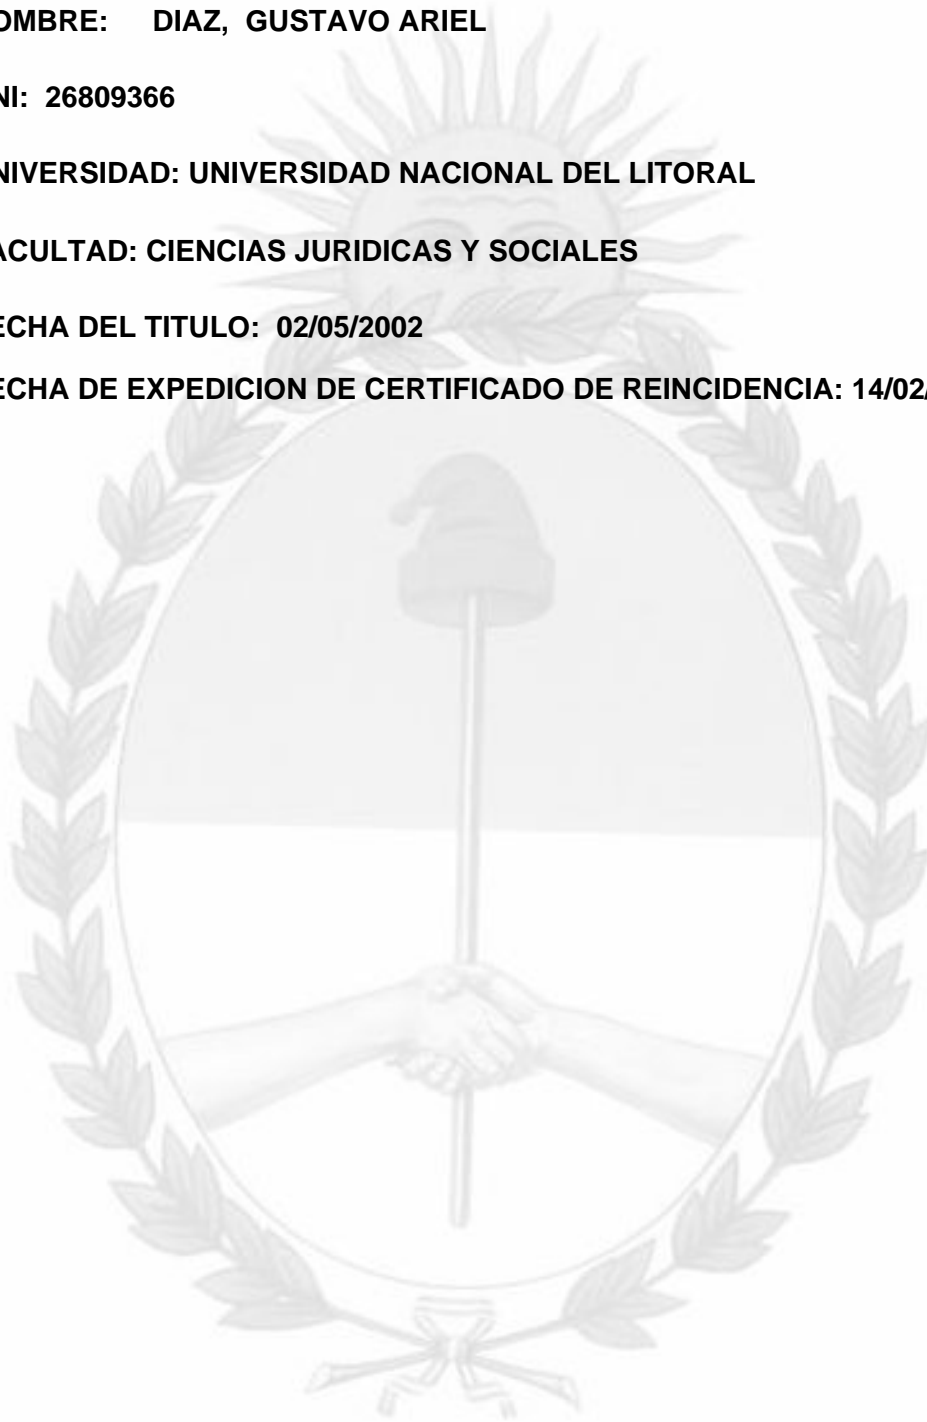 OMBRE: DIAZ, GUSTAVO ARIEL
NI: 26809366
NIVERSIDAD: UNIVERSIDAD NACIONAL DEL LITORAL
ACULTAD: CIENCIAS JURIDICAS Y SOCIALES
ECHA DEL TITULO: 02/05/2002
ECHA DE EXPEDICION DE CERTIFICADO DE REINCIDENCIA: 14/02/